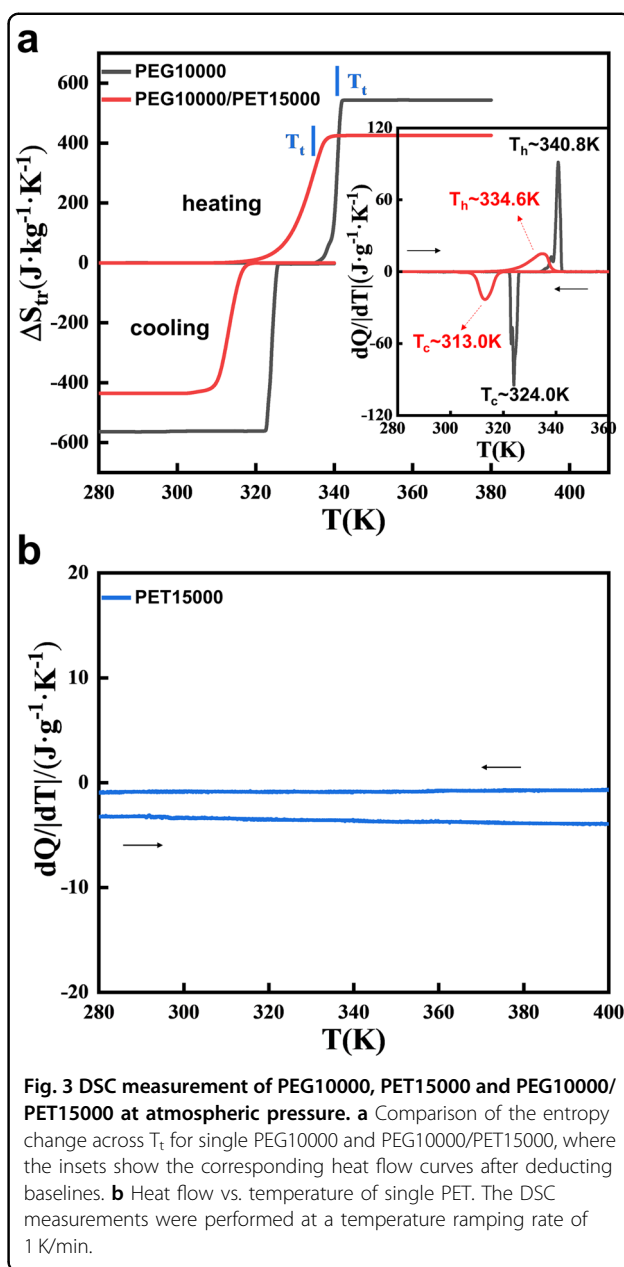 a
600
400
200
0
-200
-400
-600
ΔS_tr(J·kg⁻¹·K⁻¹)
PEG10000
PEG10000/PET15000
T_t
T_t
heating
cooling
120
60
0
-60
-120
dQ/|dT|(J·g⁻¹·K⁻¹)
T_h~340.8K
T_h~334.6K
T_c~313.0K
T_c~324.0K
280 300 320 340 360
T(K)
280 300 320 340 360 380 400
T(K)
b
20
10
0
-10
-20
dQ/|dT|/(J·g⁻¹·K⁻¹)
PET15000
280 300 320 340 360 380 400
T(K)
Fig. 3 DSC measurement of PEG10000, PET15000 and PEG10000/
PET15000 at atmospheric pressure. a Comparison of the entropy
change across T_t for single PEG10000 and PEG10000/PET15000, where
the insets show the corresponding heat flow curves after deducting
baselines. b Heat flow vs. temperature of single PET. The DSC
measurements were performed at a temperature ramping rate of
1 K/min.